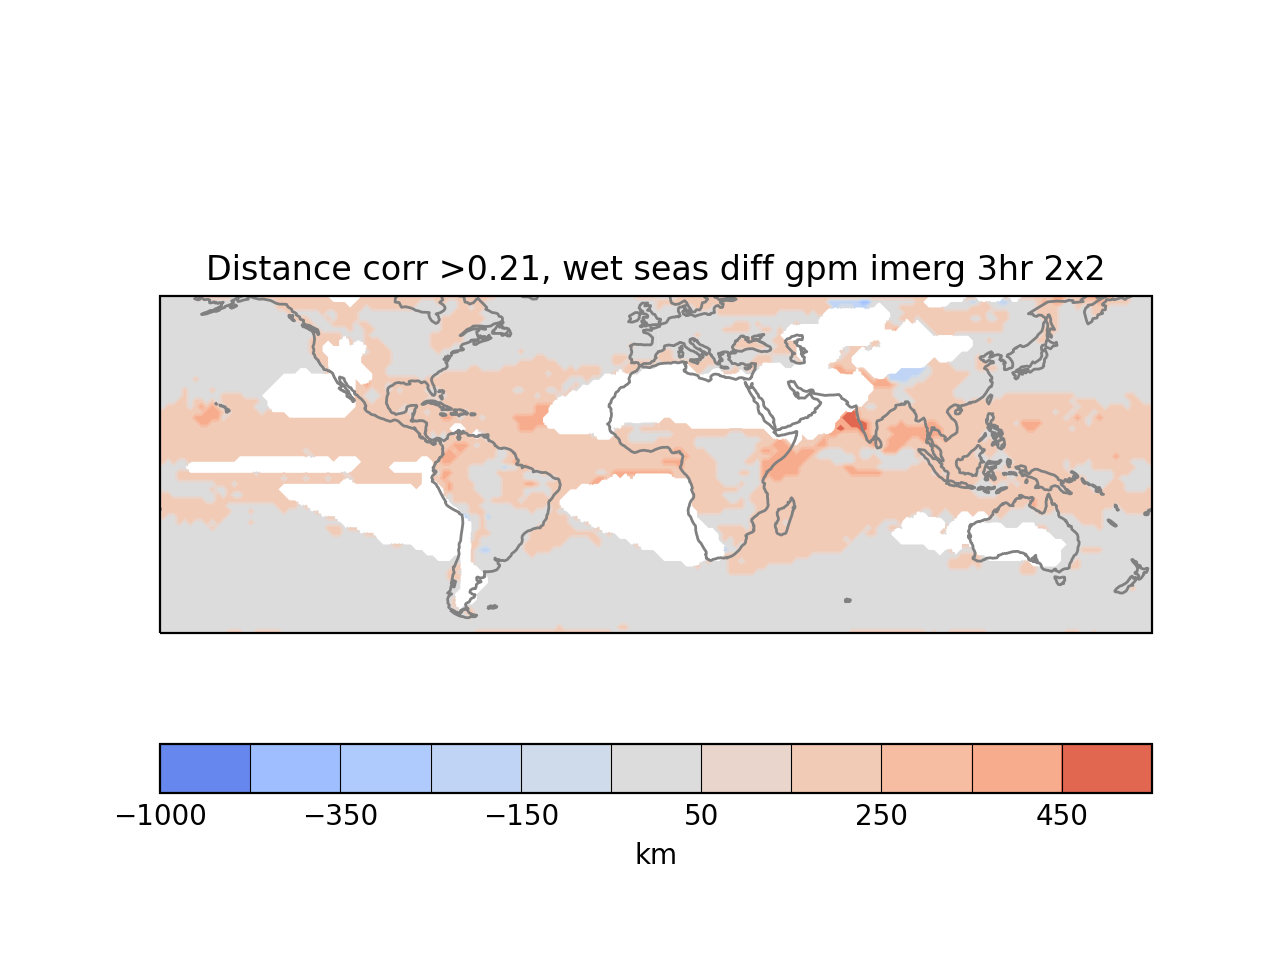 Distance corr >0.21, wet seas diff gpm imerg 3hr 2x2
−1000 −350 −150 50 250 450
km